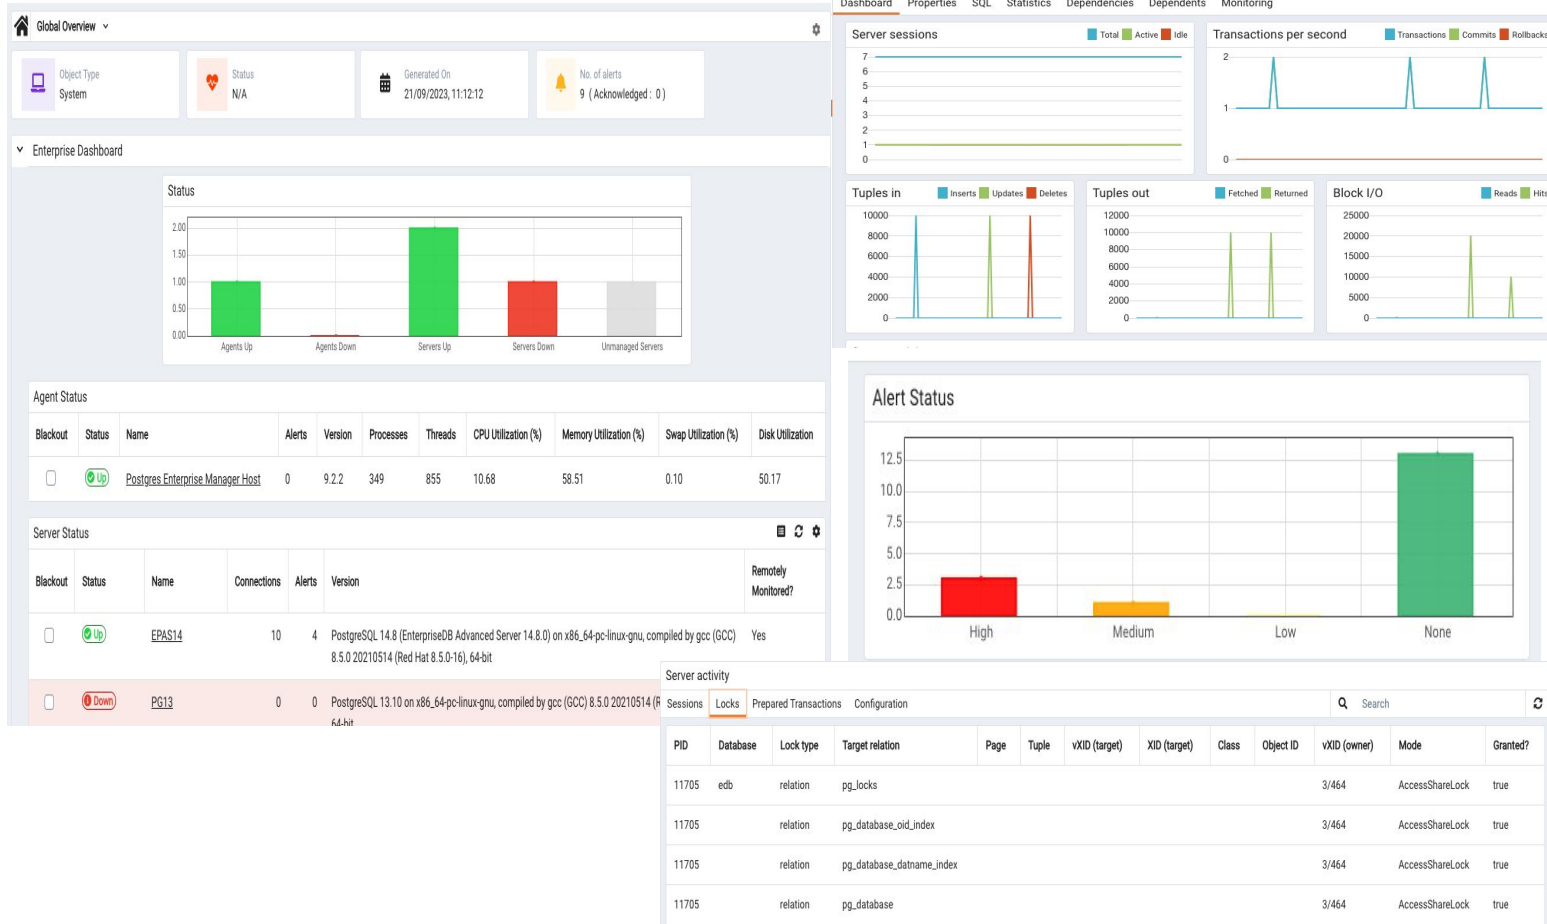 Global Overview
Object Type
System
Status
N/A
Generated On
21/09/2023, 11:12:12
No. of alerts
9 ( Acknowledged : 0 )
Enterprise Dashboard
Status
2.00
1.50
1.00
0.50
0.00
Agents Up Agents Down Servers Up Servers Down Unmanaged Servers
Agent Status
Blackout Status Name Alerts Version Processes Threads CPU Utilization (%) Memory Utilization (%) Swap Utilization (%) Disk Utilization
Up Postgres Enterprise Manager Host 0 9.2.2 349 855 10.68 58.51 0.10 50.17
Server Status
Blackout Status Name Connections Alerts Version Remotely
Monitored?
Up EPAS14 10 4 PostgreSQL 14.8 (EnterpriseDB Advanced Server 14.8.0) on x86_64-pc-linux-gnu, compiled by gcc (GCC) Yes
8.5.0 20210514 (Red Hat 8.5.0-16), 64-bit
Down PG13 0 0 PostgreSQL 13.10 on x86_64-pc-linux-gnu, compiled by gcc (GCC) 8.5.0 20210514 (R
64-bit
Dashboard Properties SQL Statistics Dependencies Dependents Monitoring
Server sessions Total Active Idle
7
6
5
4
3
2
1
0
Transactions per second Transactions Commits Rollbacks
2
1
0
Tuples in Inserts Updates Deletes
10000
8000
6000
4000
2000
0
Tuples out Fetched Returned
12000
10000
8000
6000
4000
2000
0
Block I/O Reads Hits
25000
20000
15000
10000
5000
0
Alert Status
12.5
10.0
7.5
5.0
2.5
0.0
High Medium Low None
Server activity
Sessions Locks Prepared Transactions Configuration Search
PID Database Lock type Target relation Page Tuple vXID (target) XID (target) Class Object ID vXID (owner) Mode Granted?
11705 edb relation pg_locks 3/464 AccessShareLock true
11705 relation pg_database_oid_index 3/464 AccessShareLock true
11705 relation pg_database_datname_index 3/464 AccessShareLock true
11705 relation pg_database 3/464 AccessShareLock true